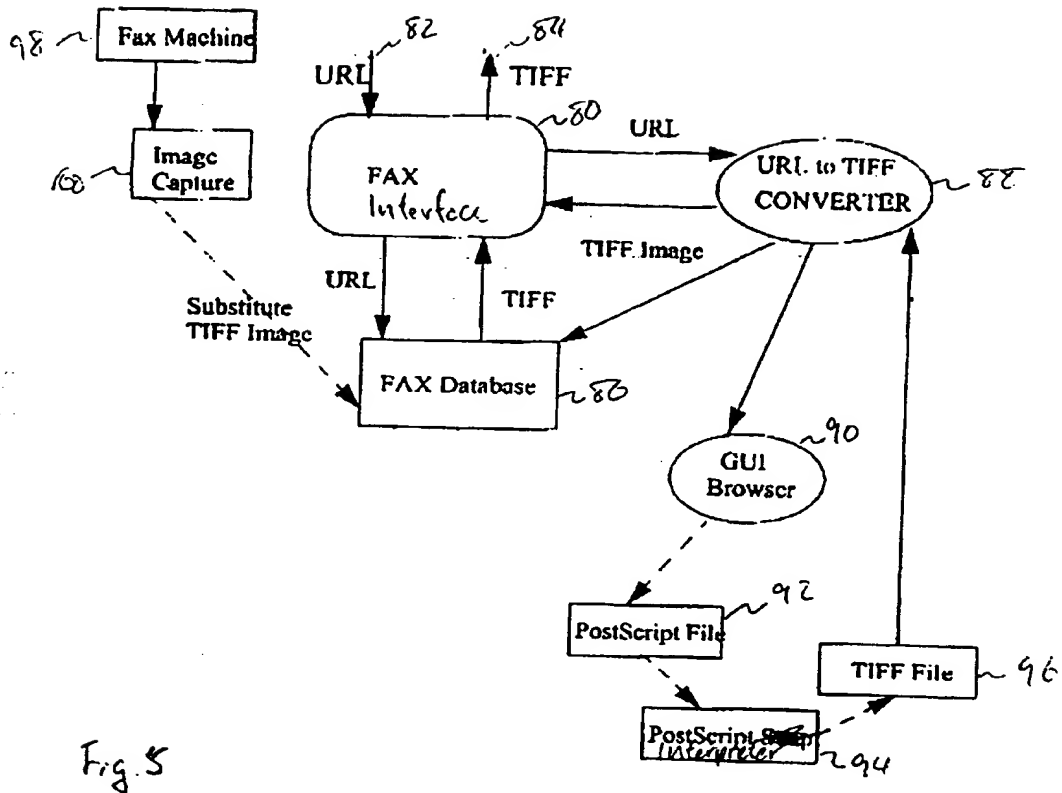 98
Fax Machine
82
84
URL
TIFF
80
URL
Image
Capture
100
FAX
Interface
URL to TIFF
CONVERTER
88
TIFF Image
URL
TIFF
Substitute
TIFF Image
FAX Database
86
90
GUI
Browser
92
PostScript File
TIFF File
96
PostScript
Interpreter
94
Fig. 5